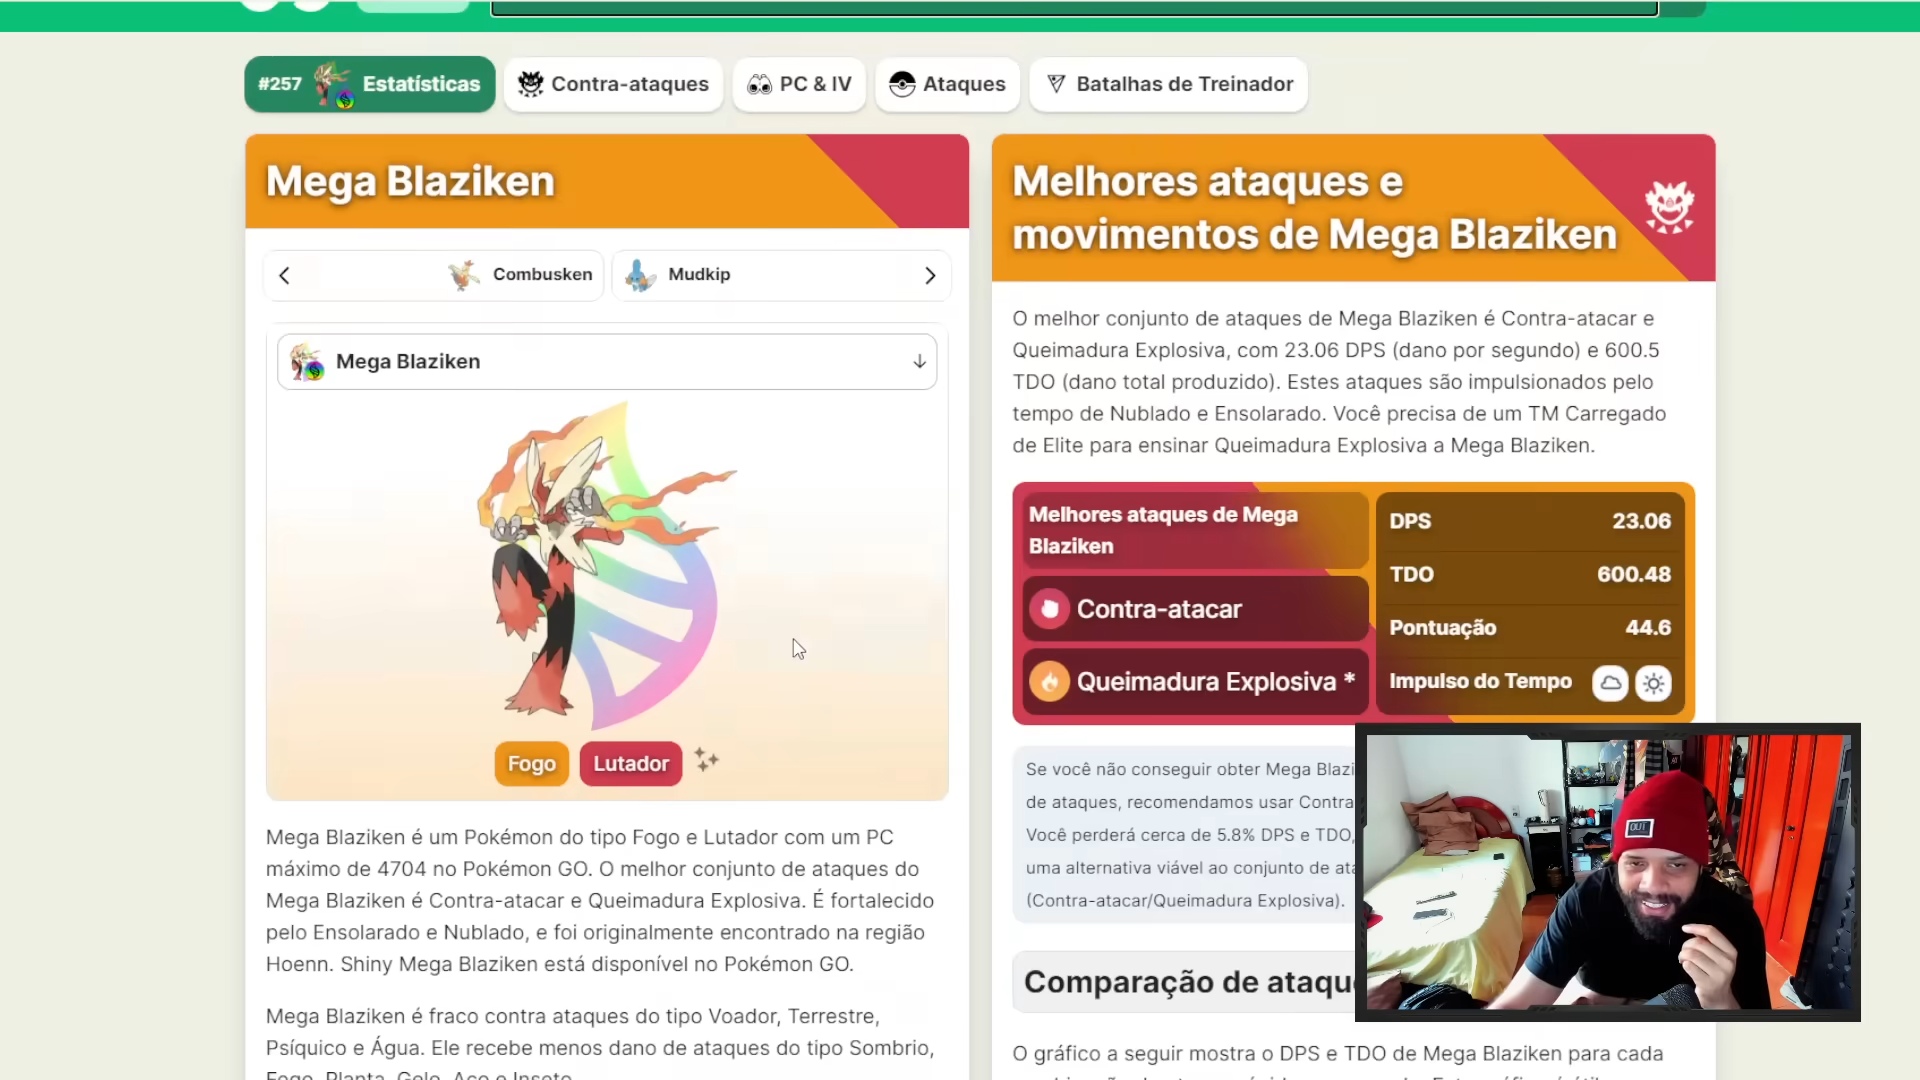 #257 Estatísticas
Contra-ataques
PC & IV
Ataques
Batalhas de Treinador
Mega Blaziken
Combusken
Mudkip
Mega Blaziken
Fogo
Lutador
Mega Blaziken é um Pokémon do tipo Fogo e Lutador com um PC
máximo de 4704 no Pokémon GO. O melhor conjunto de ataques do
Mega Blaziken é Contra-atacar e Queimadura Explosiva. É fortalecido
pelo Ensolarado e Nublado, e foi originalmente encontrado na região
Hoenn. Shiny Mega Blaziken está disponível no Pokémon GO.
Mega Blaziken é fraco contra ataques do tipo Voador, Terrestre,
Psíquico e Água. Ele recebe menos dano de ataques do tipo Sombrio,
Fogo, Planta, Gelo, Aço e Inseto.
Melhores ataques e
movimentos de Mega Blaziken
O melhor conjunto de ataques de Mega Blaziken é Contra-atacar e
Queimadura Explosiva, com 23.06 DPS (dano por segundo) e 600.5
TDO (dano total produzido). Estes ataques são impulsionados pelo
tempo de Nublado e Ensolarado. Você precisa de um TM Carregado
de Elite para ensinar Queimadura Explosiva a Mega Blaziken.
Melhores ataques de Mega
Blaziken
Contra-atacar
Queimadura Explosiva *
DPS 23.06
TDO 600.48
Pontuação 44.6
Impulso do Tempo
Se você não conseguir obter Mega Blazi
de ataques, recomendamos usar Contra
Você perderá cerca de 5.8% DPS e TDO,
uma alternativa viável ao conjunto de ata
(Contra-atacar/Queimadura Explosiva).
Comparação de ataqu
O gráfico a seguir mostra o DPS e TDO de Mega Blaziken para cada
OUT